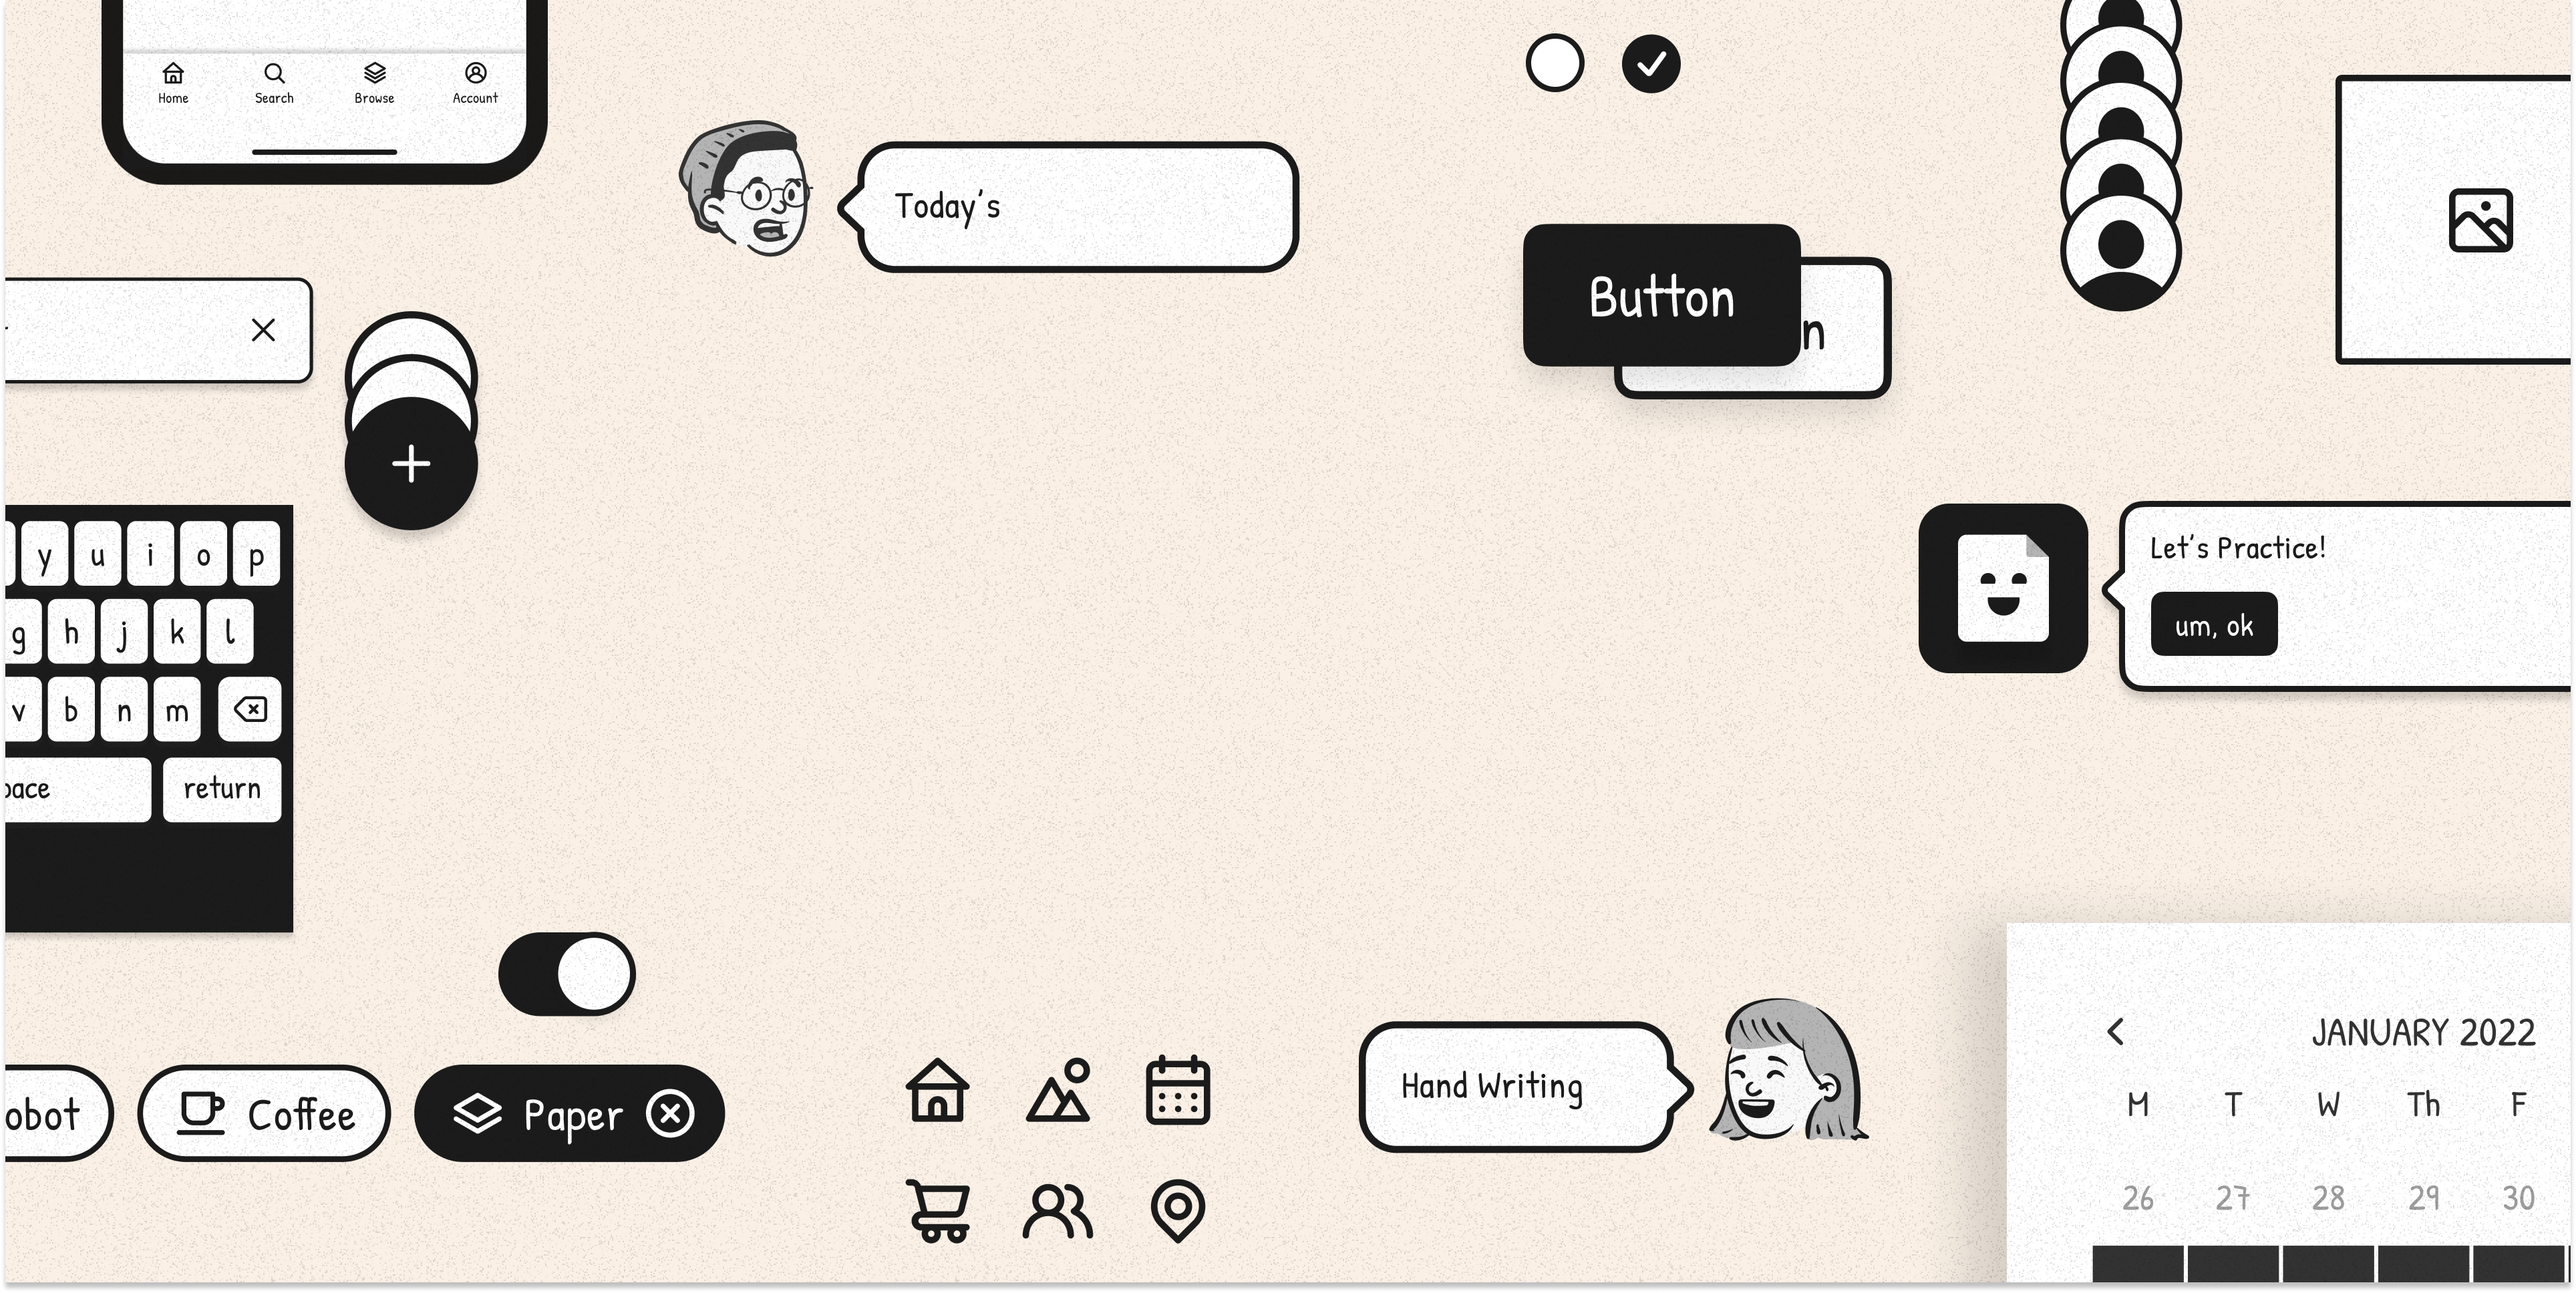 Home Search Browse Account
Today's
Button
n
y u i o p
g h j k l
v b n m
pace return
Let's Practice!
um, ok
obot
Coffee
Paper
Hand Writing
JANUARY 2022
M T W Th F
26 27 28 29 30